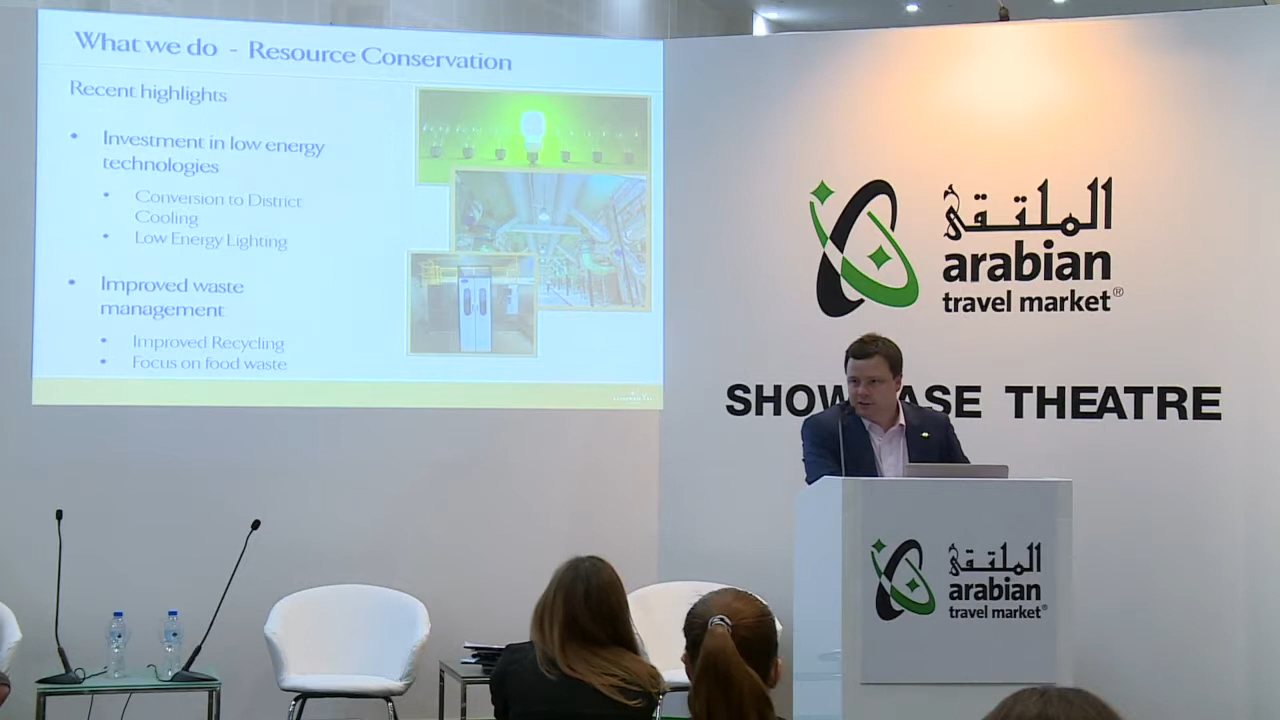 What we do - Resource Conservation
Recent highlights
• Investment in low energy
technologies
• Conversion to District
Cooling
• Low Energy Lighting
• Improved waste
management
• Improved Recycling
• Focus on food waste
الملتقى
arabian
travel market®
SHOWCASE THEATRE
الملتقى
arabian
travel market®